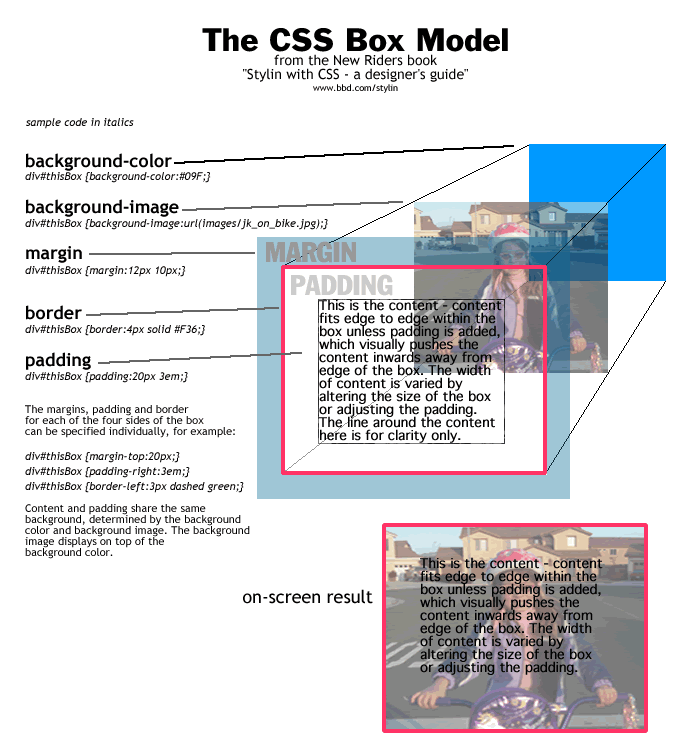 The CSS Box Model
from the New Riders book
"Stylin with CSS - a designer's guide"
www.bbd.com/stylin
sample code in italics
background-color
div#thisBox {background-color:#09F;}
background-image
div#thisBox {background-image:url(images/jk_on_bike.jpg);}
margin
div#thisBox {margin:12px 10px;}
border
div#thisBox {border:4px solid #F36;}
padding
div#thisBox {padding:20px 3em;}
The margins, padding and border
for each of the four sides of the box
can be specified individually, for example:
div#thisBox {margin-top:20px;}
div#thisBox {padding-right:3em;}
div#thisBox {border-left:3px dashed green;}
Content and padding share the same
background, determined by the background
color and background image. The background
image displays on top of the
background color.
MARGIN
PADDING
This is the content - content
fits edge to edge within the
box unless padding is added,
which visually pushes the
content inwards away from
edge of the box. The width
of content is varied by
altering the size of the box
or adjusting the padding.
The line around the content
here is for clarity only.
on-screen result
This is the content - content
fits edge to edge within the
box unless padding is added,
which visually pushes the
content inwards away from
edge of the box. The width
of content is varied by
altering the size of the box
or adjusting the padding.